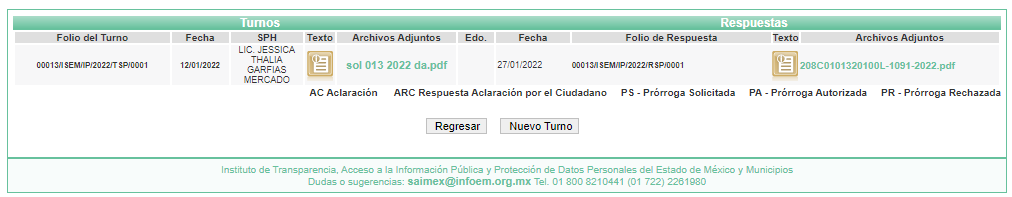 Turnos Respuestas
Folio del Turno Fecha SPH Texto Archivos Adjuntos Edo. Fecha Folio de Respuesta Texto Archivos Adjuntos
00013/ISEM/IP/2022/TSP/0001 12/01/2022 LIC. JESSICA THALIA GARFIAS MERCADO sol 013 2022 da.pdf 27/01/2022 00013/ISEM/IP/2022/RSP/0001 208C0101320100L-1091-2022.pdf
AC Aclaración ARC Respuesta Aclaración por el Ciudadano PS - Prórroga Solicitada PA - Prórroga Autorizada PR - Prórroga Rechazada
Regresar Nuevo Turno
Instituto de Transparencia, Acceso a la Información Pública y Protección de Datos Personales del Estado de México y Municipios
Dudas o sugerencias: saimex@infoem.org.mx Tel. 01 800 8210441 (01 722) 2261980